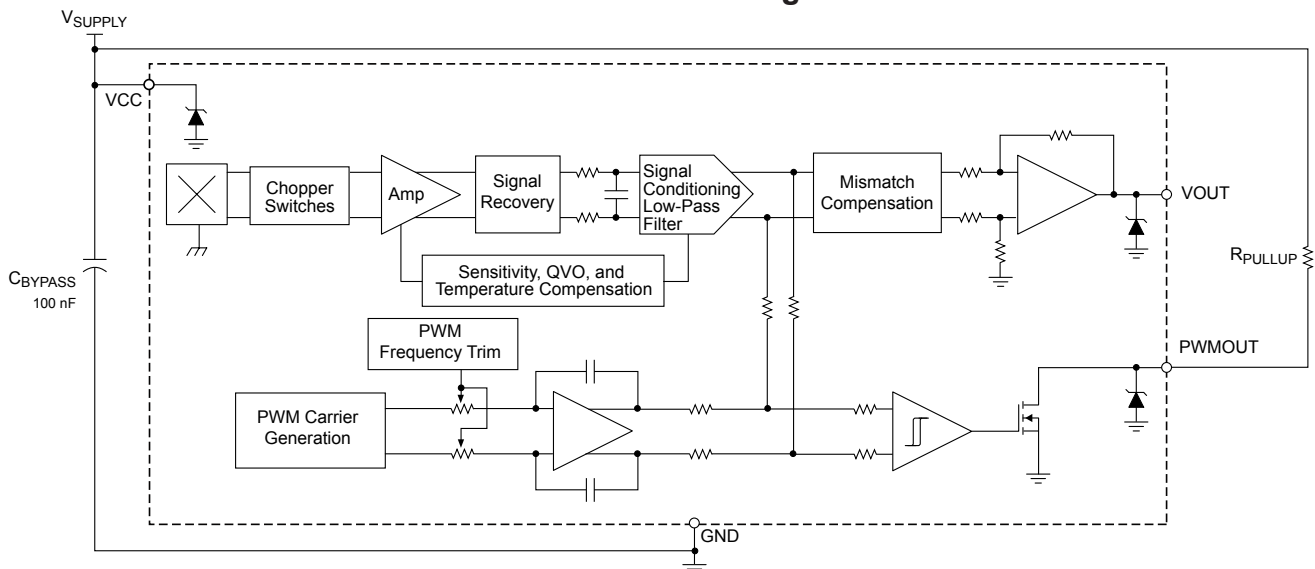 g
VSUPPLY
VCC
Chopper
Switches
Amp
Signal
Recovery
Signal
Conditioning
Low-Pass
Filter
Mismatch
Compensation
VOUT
CBYPASS
100 nF
Sensitivity, QVO, and
Temperature Compensation
RPULLUP
PWM
Frequency Trim
PWMOUT
PWM Carrier
Generation
GND